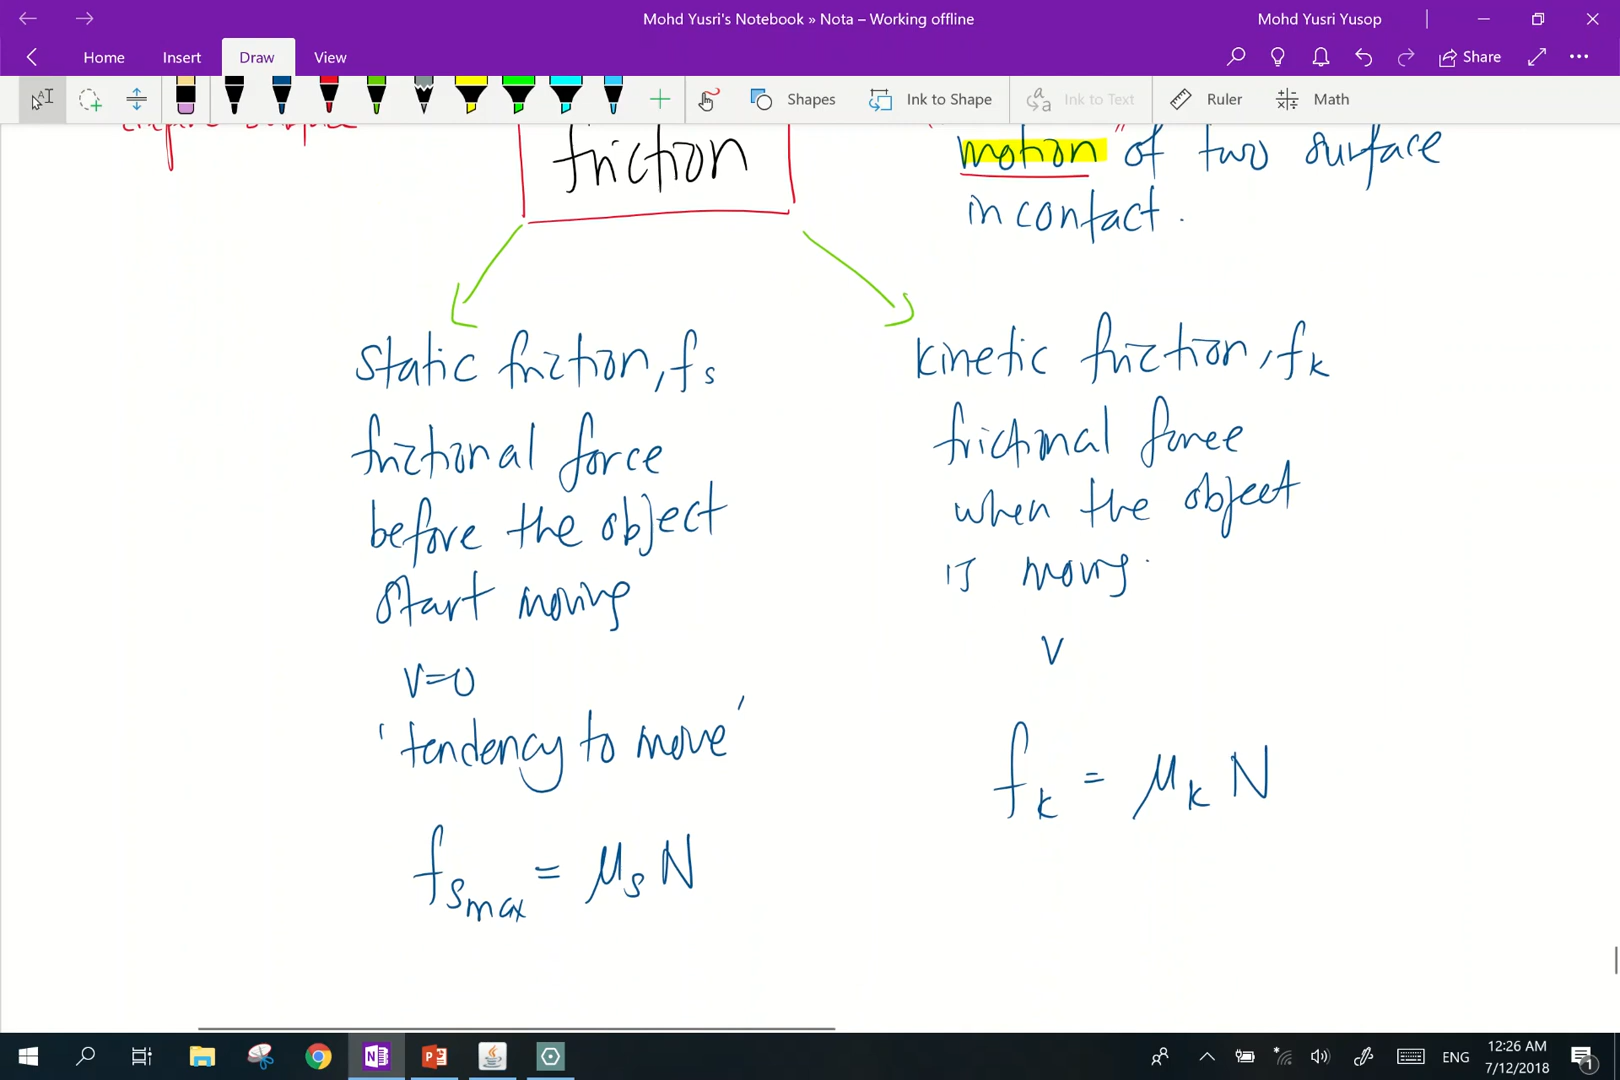 Mohd Yusri's Notebook » Nota – Working offline
Mohd Yusri Yusop
Home Insert Draw View
Share
Shapes Ink to Shape Ink to Text Ruler Math
surface
friction
"motion" of two surface
in contact.
Static friction, fs
frictional force
before the object
start moving
v=0
'tendency to move'
fsmax = μs N
Kinetic friction, fk
frictional force
when the object
is moving.
v
fk = μk N
ENG
12:26 AM
7/12/2018
1